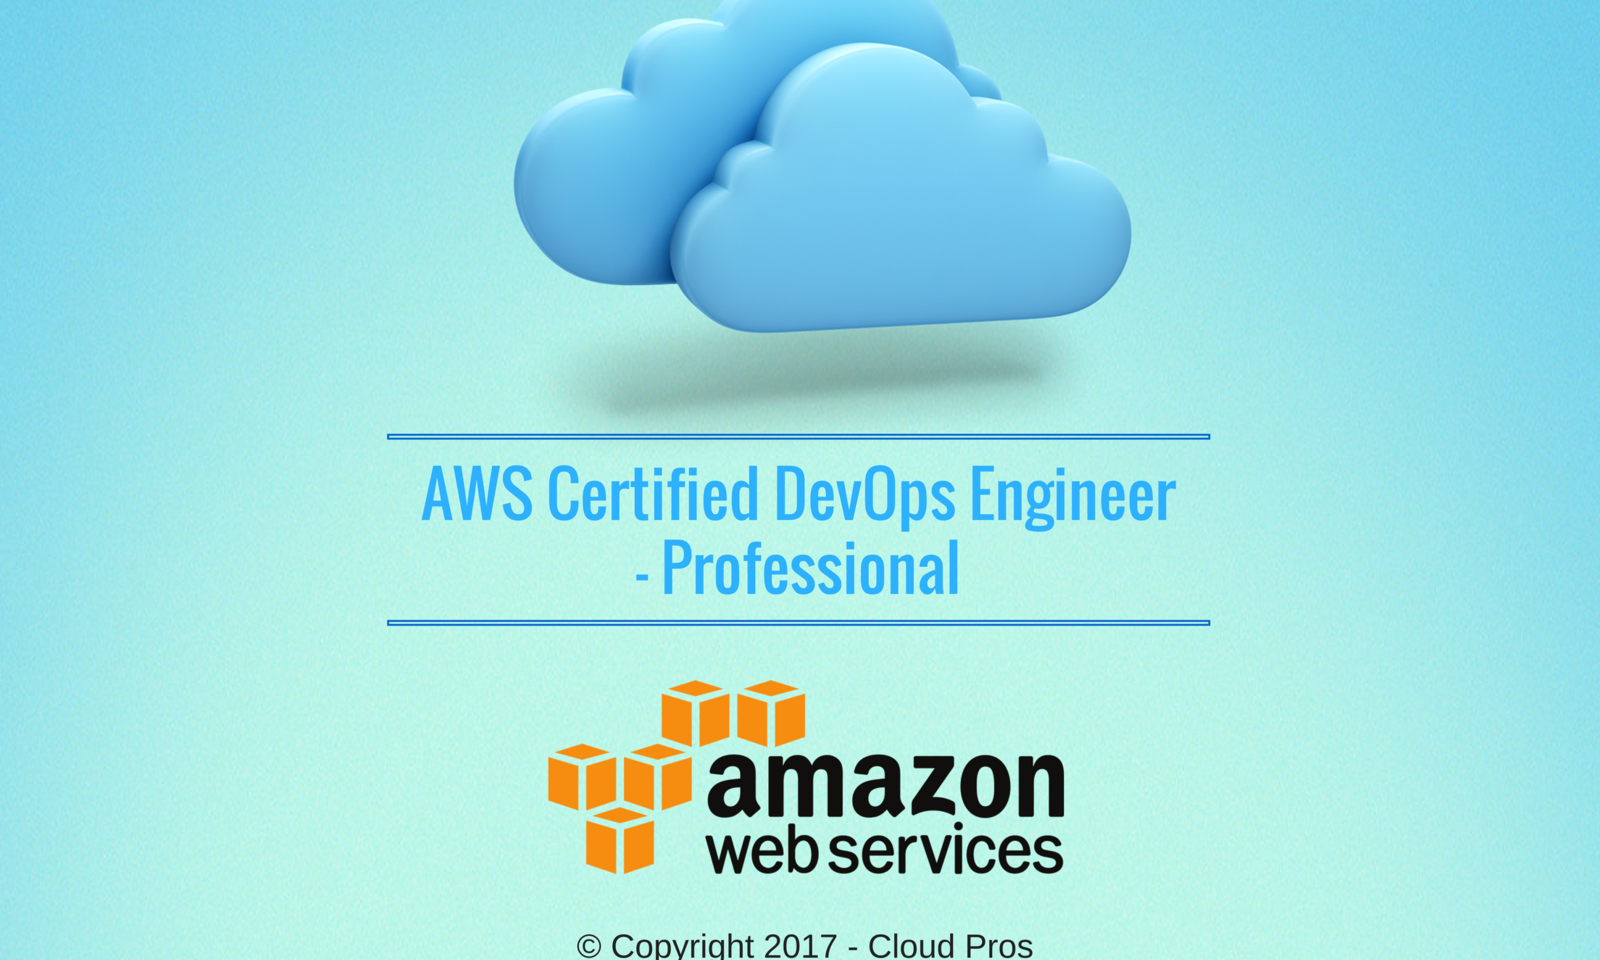 AWS Certified DevOps Engineer
- Professional
amazon
web services
© Copyright 2017 - Cloud Pros